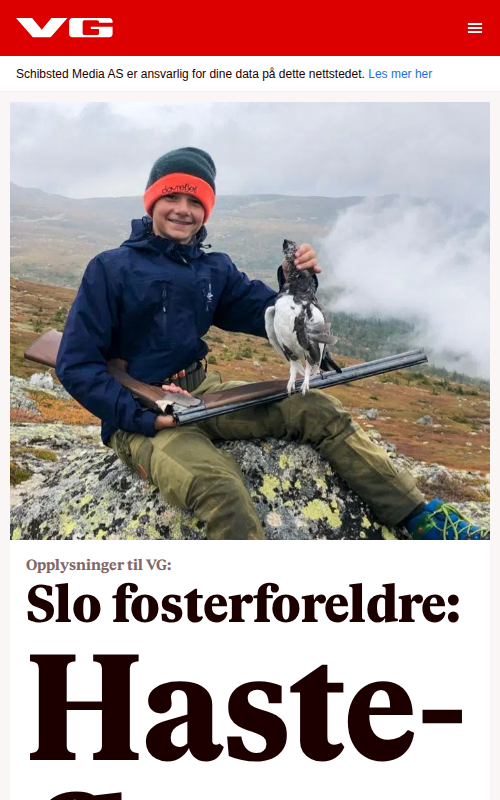 VG
Schibsted Media AS er ansvarlig for dine data på dette nettstedet. Les mer her
dovrefjell
Opplysninger til VG:
Slo fosterforeldre:
Haste-